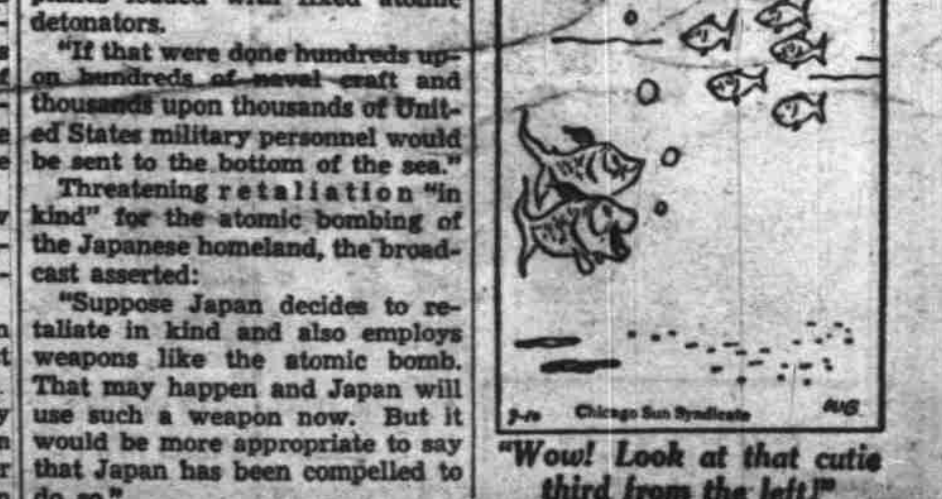 detonators.
"If that were done hundreds up-
on hundreds of naval craft and
thousands upon thousands of Unit-
ed States military personnel would
be sent to the bottom of the sea."
Threatening retaliation "in
kind" for the atomic bombing of
the Japanese homeland, the broad-
cast asserted:
"Suppose Japan decides to re-
taliate in kind and also employs
weapons like the atomic bomb.
That may happen and Japan will
use such a weapon now. But it
would be more appropriate to say
that Japan has been compelled to
do so."
Chicago Sun Syndicate
"Wow! Look at that cutie
third from the left!"